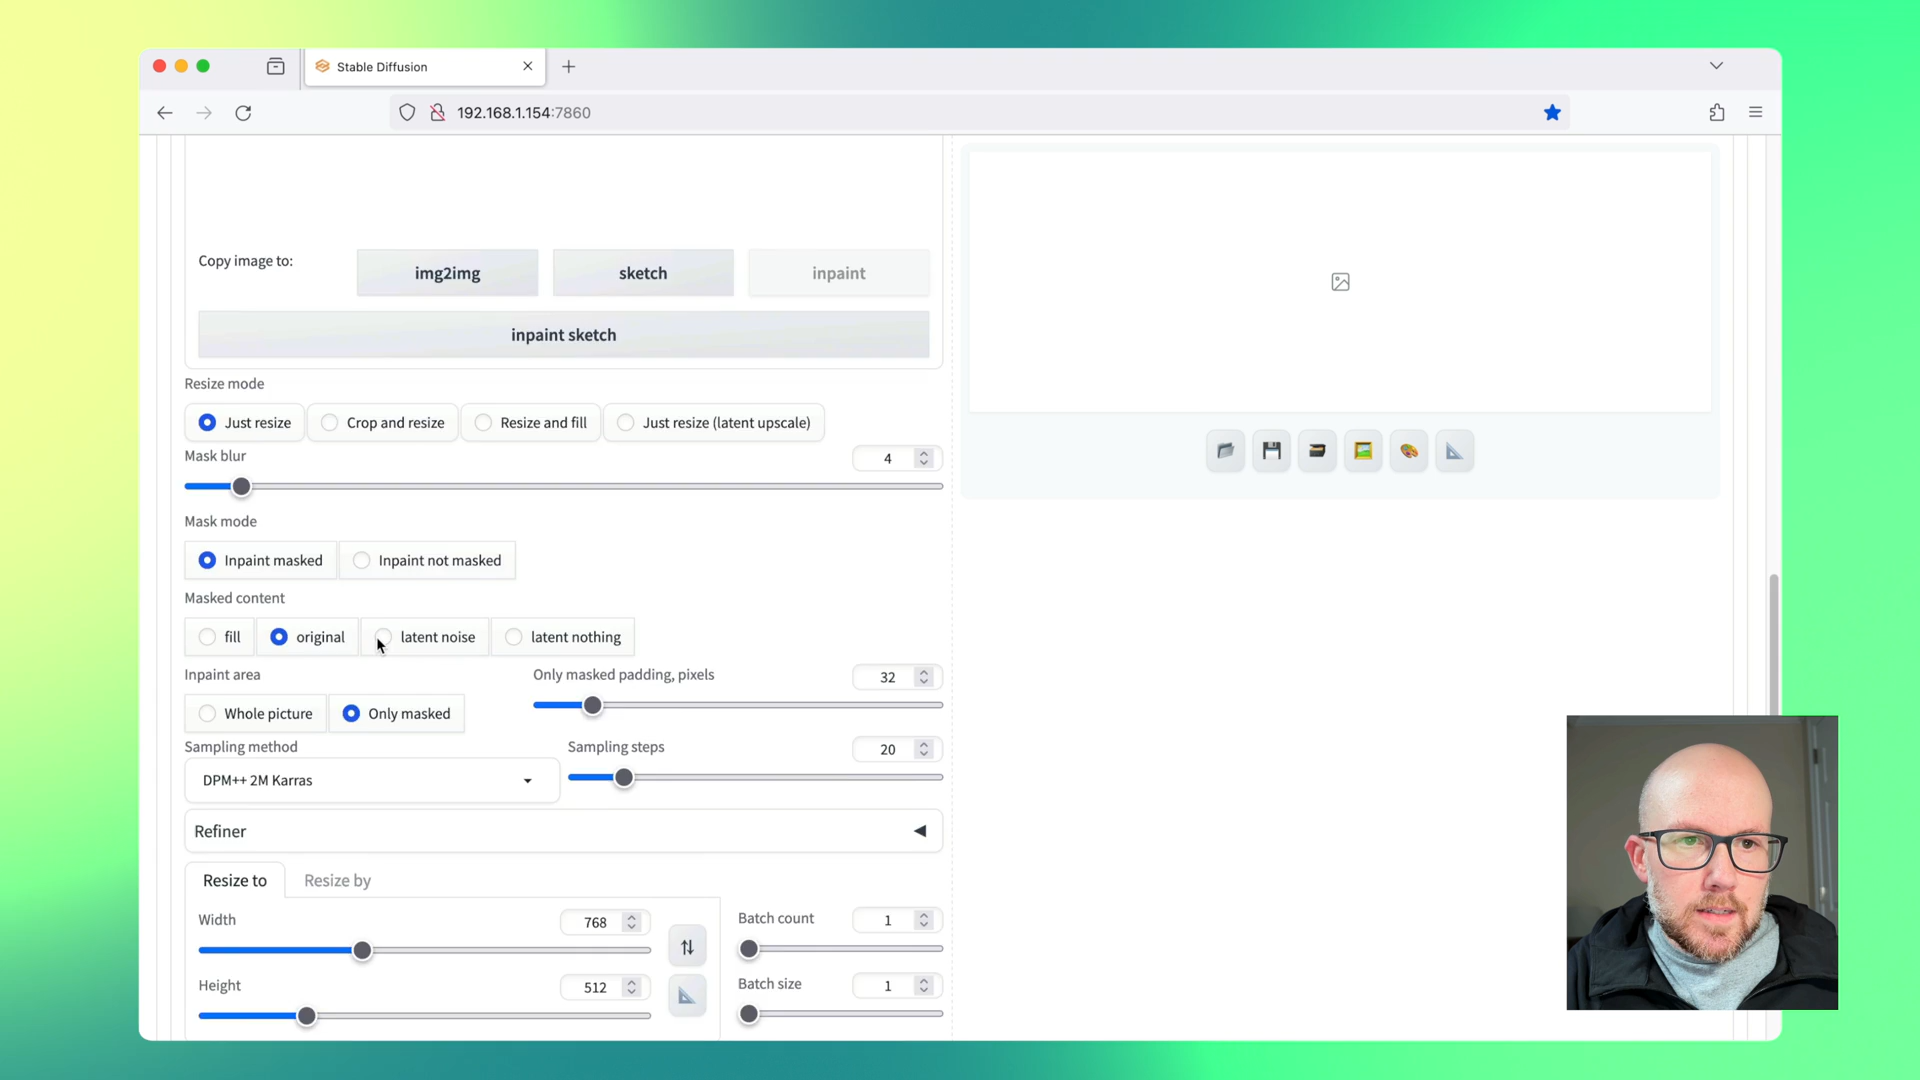 Stable Diffusion
192.168.1.154:7860
Copy image to:
img2img
sketch
inpaint
inpaint sketch
Resize mode
Just resize
Crop and resize
Resize and fill
Just resize (latent upscale)
Mask blur
4
Mask mode
Inpaint masked
Inpaint not masked
Masked content
fill
original
latent noise
latent nothing
Inpaint area
Only masked padding, pixels
32
Whole picture
Only masked
Sampling method
Sampling steps
20
DPM++ 2M Karras
Refiner
Resize to
Resize by
Width
768
Batch count
1
Height
512
Batch size
1